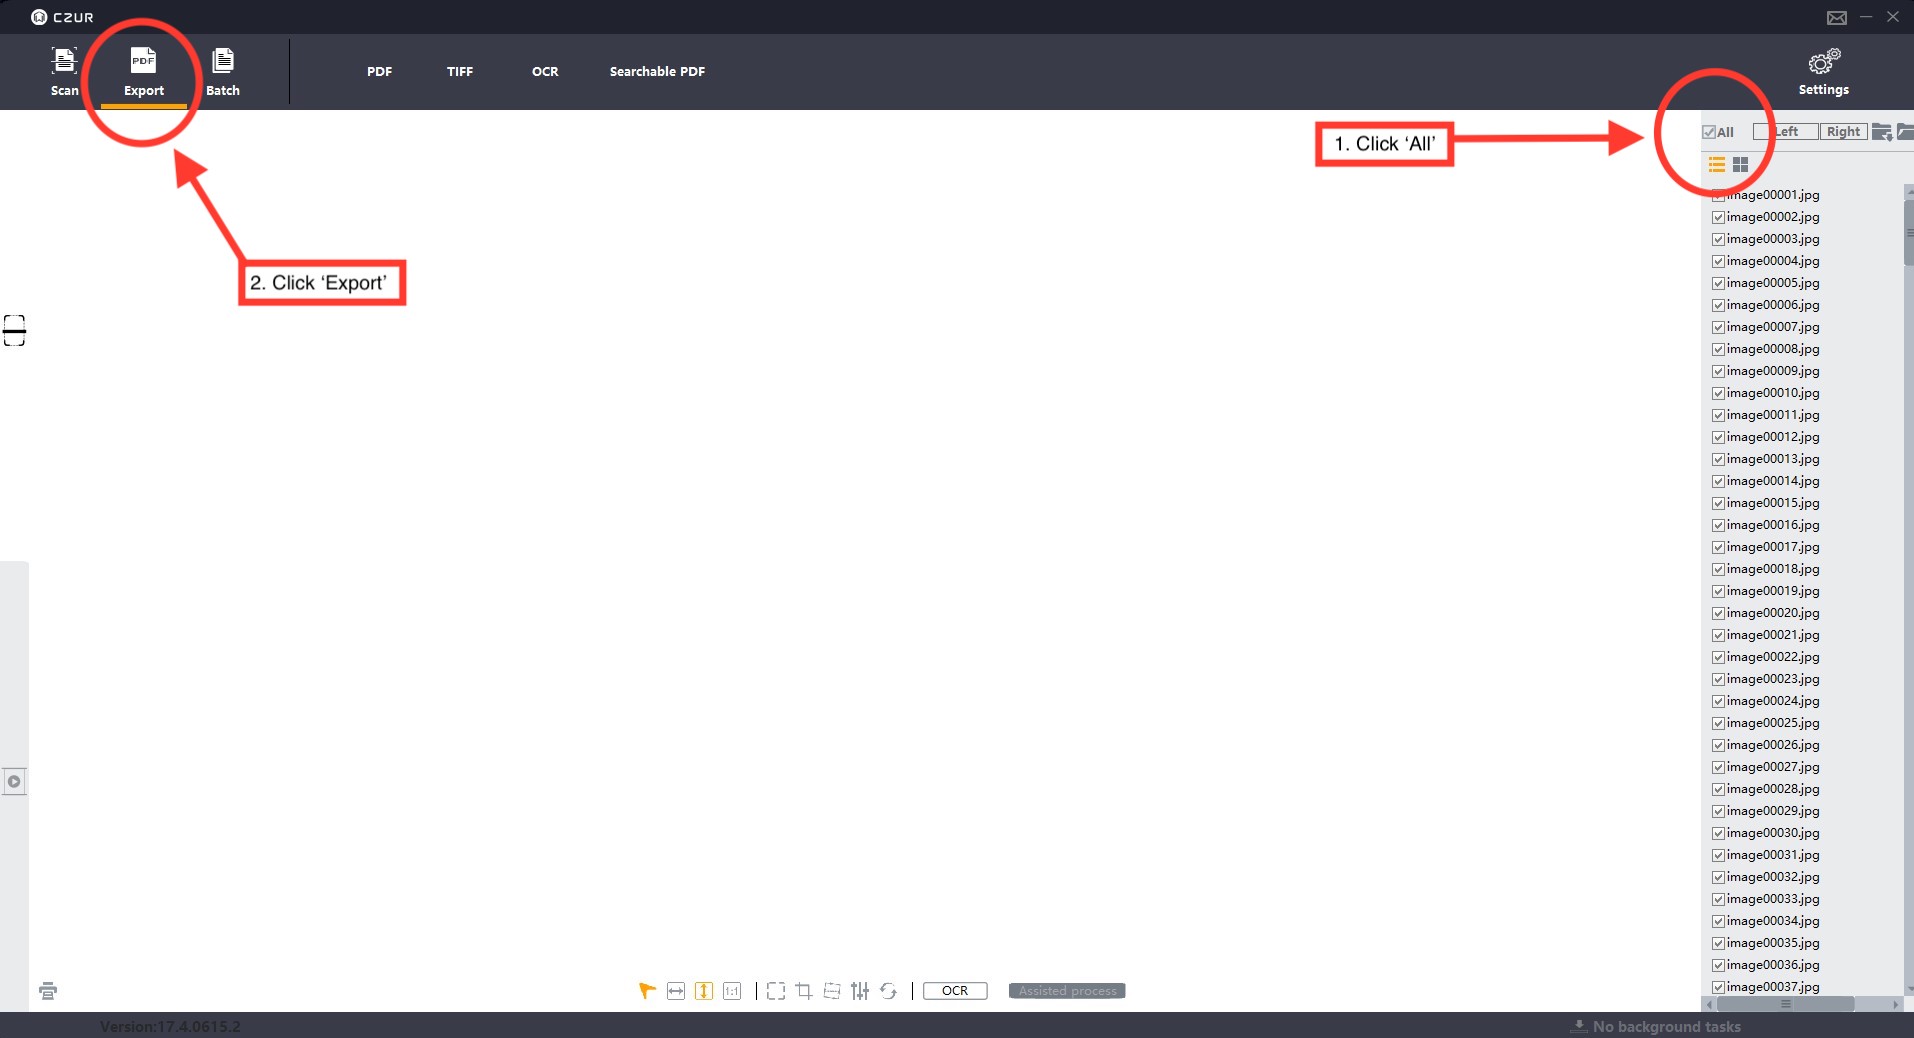 CZUR
PDF
Scan
Export
Batch
PDF
TIFF
OCR
Searchable PDF
Settings
1. Click ‘All’
All
Left
Right
2. Click ‘Export’
image00001.jpg
image00002.jpg
image00003.jpg
image00004.jpg
image00005.jpg
image00006.jpg
image00007.jpg
image00008.jpg
image00009.jpg
image00010.jpg
image00011.jpg
image00012.jpg
image00013.jpg
image00014.jpg
image00015.jpg
image00016.jpg
image00017.jpg
image00018.jpg
image00019.jpg
image00020.jpg
image00021.jpg
image00022.jpg
image00023.jpg
image00024.jpg
image00025.jpg
image00026.jpg
image00027.jpg
image00028.jpg
image00029.jpg
image00030.jpg
image00031.jpg
image00032.jpg
image00033.jpg
image00034.jpg
image00035.jpg
image00036.jpg
image00037.jpg
1:1
OCR
Assisted process
Version:17.4.0615.2
No background tasks